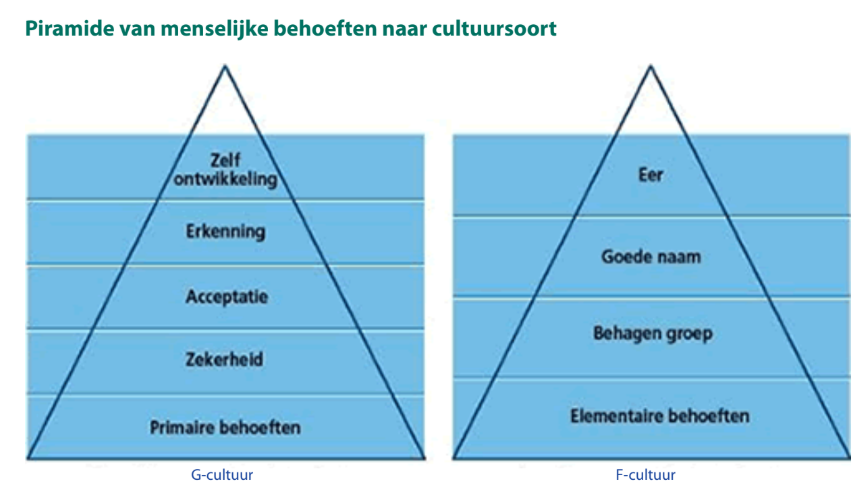 Piramide van menselijke behoeften naar cultuursoort
Zelf
ontwikkeling
Erkenning
Acceptatie
Zekerheid
Primaire behoeften
G-cultuur
Eer
Goede naam
Behagen groep
Elementaire behoeften
F-cultuur